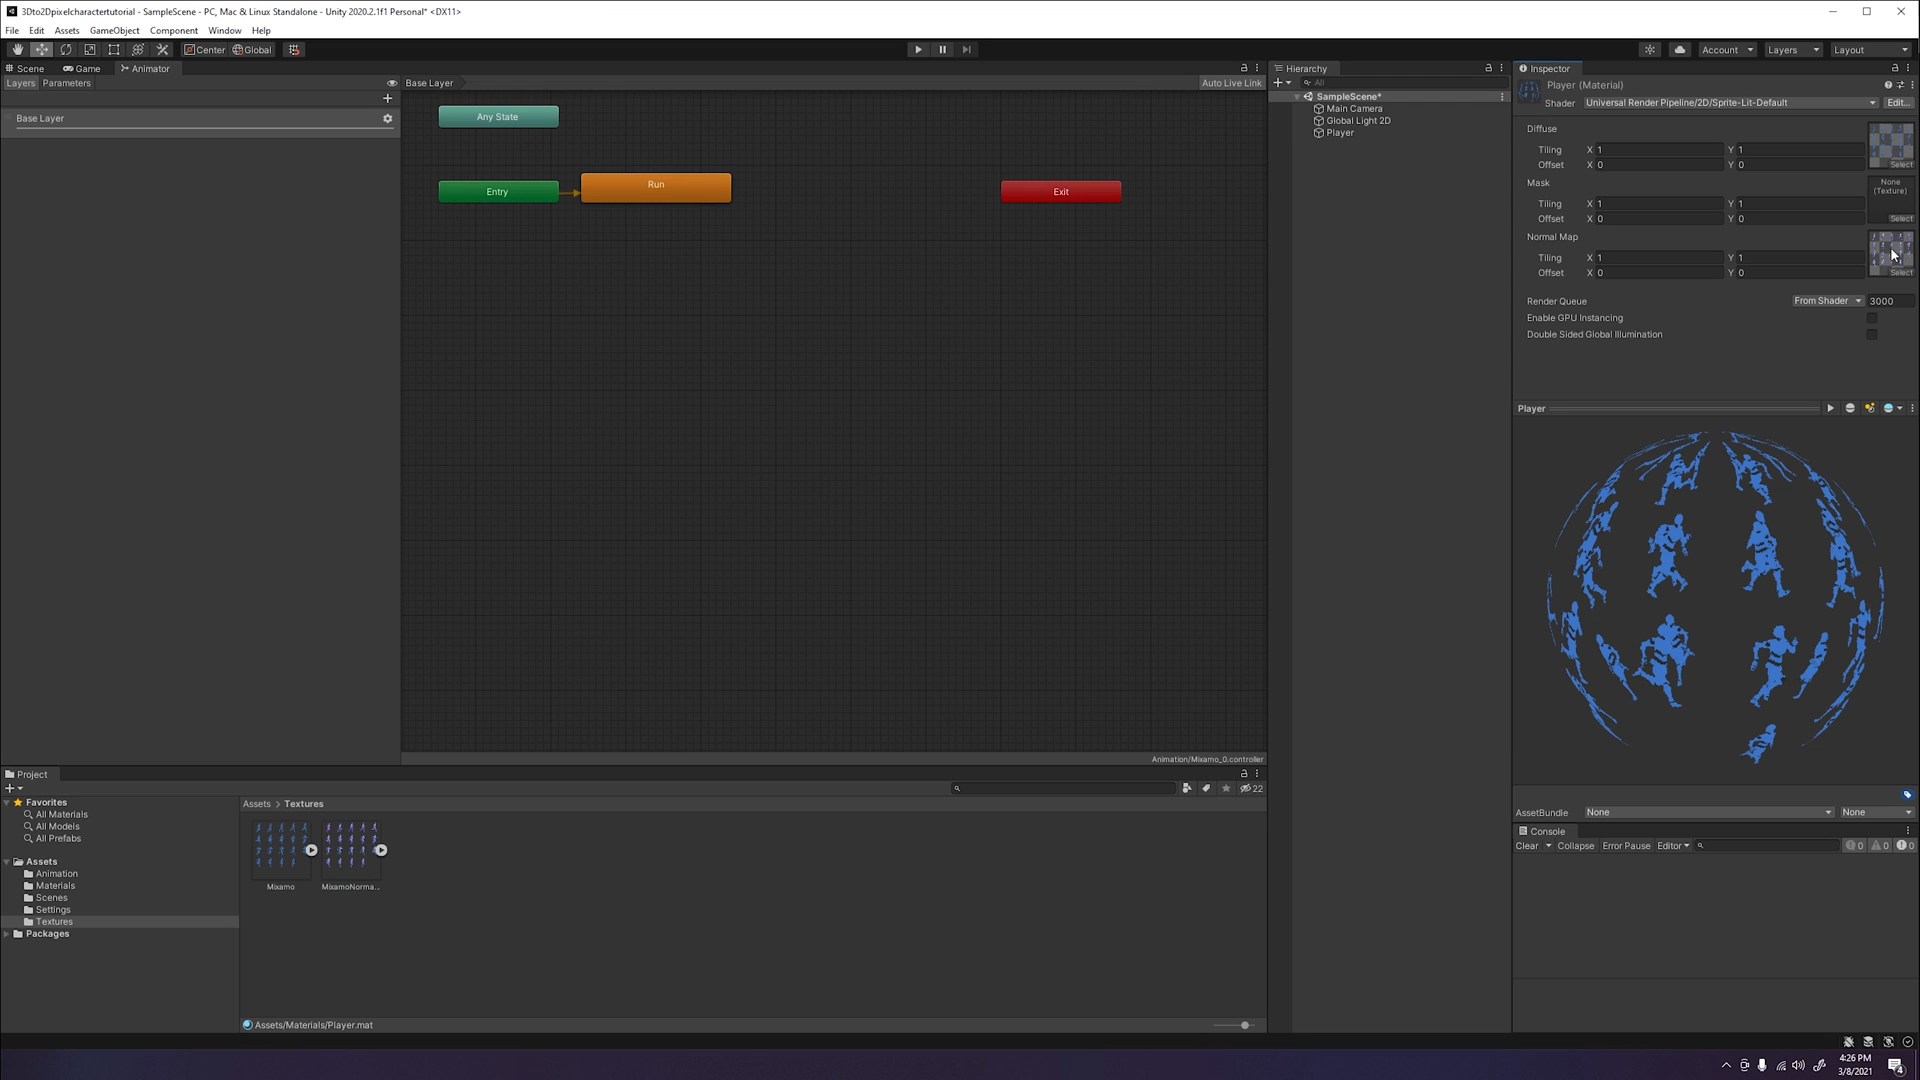 3Dto2Dpixelcharactertutorial - SampleScene - PC, Mac & Linux Standalone - Unity 2020.2.1f1 Personal* <DX11>
File Edit Assets GameObject Component Window Help
Center Global Account Layers Layout
Scene Game Animator
Layers Parameters
Base Layer
Base Layer Auto Live Link
Any State
Entry
Run
Exit
Animation/Mixamo_0.controller
Hierarchy
All
SampleScene*
Main Camera
Global Light 2D
Player
Inspector
Player (Material)
Shader Universal Render Pipeline/2D/Sprite-Lit-Default Edit...
Diffuse
Tiling X 1 Y 1
Offset X 0 Y 0
Select
Mask
None
(Texture)
Tiling X 1 Y 1
Offset X 0 Y 0
Select
Normal Map
Tiling X 1 Y 1
Offset X 0 Y 0
Select
Render Queue From Shader 3000
Enable GPU Instancing
Double Sided Global Illumination
Player
AssetBundle None None
Console
Clear Collapse Error Pause Editor 0 0 0
Project
22
Favorites
All Materials
All Models
All Prefabs
Assets
Animation
Materials
Scenes
Settings
Textures
Packages
Assets > Textures
Mixamo
MixamoNorma...
Assets/Materials/Player.mat
4:26 PM
3/8/2021
4